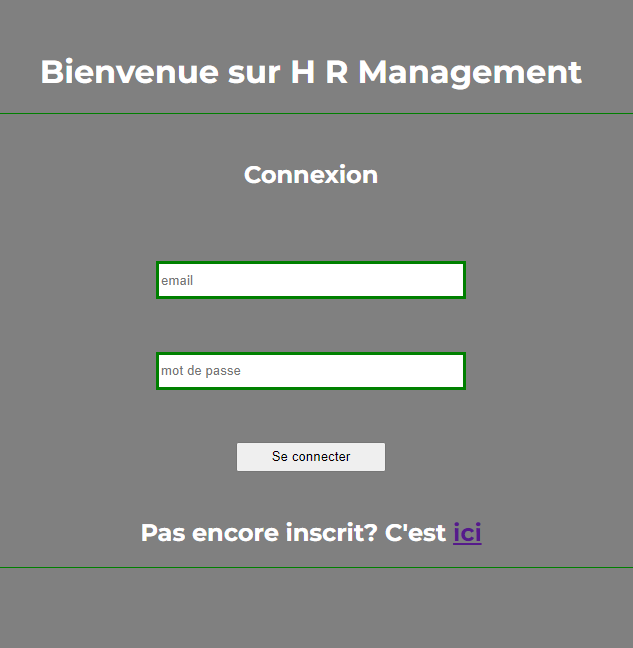 Bienvenue sur H R Management
Connexion
email
mot de passe
Se connecter
Pas encore inscrit? C'est ici